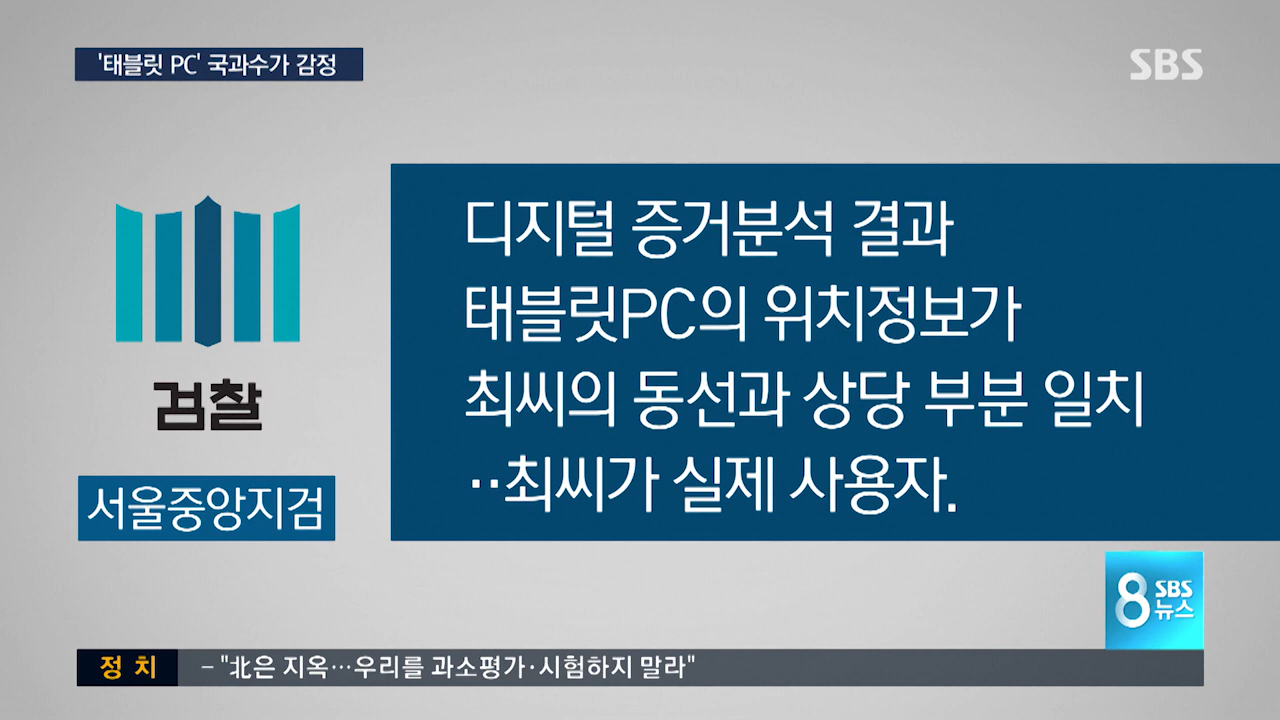 '태블릿 PC' 국과수가 감정
SBS
디지털 증거분석 결과
태블릿PC의 위치정보가
최씨의 동선과 상당 부분 일치
··최씨가 실제 사용자.
검찰
서울중앙지검
8 SBS
뉴스
정 치 - "北은 지옥…우리를 과소평가·시험하지 말라"